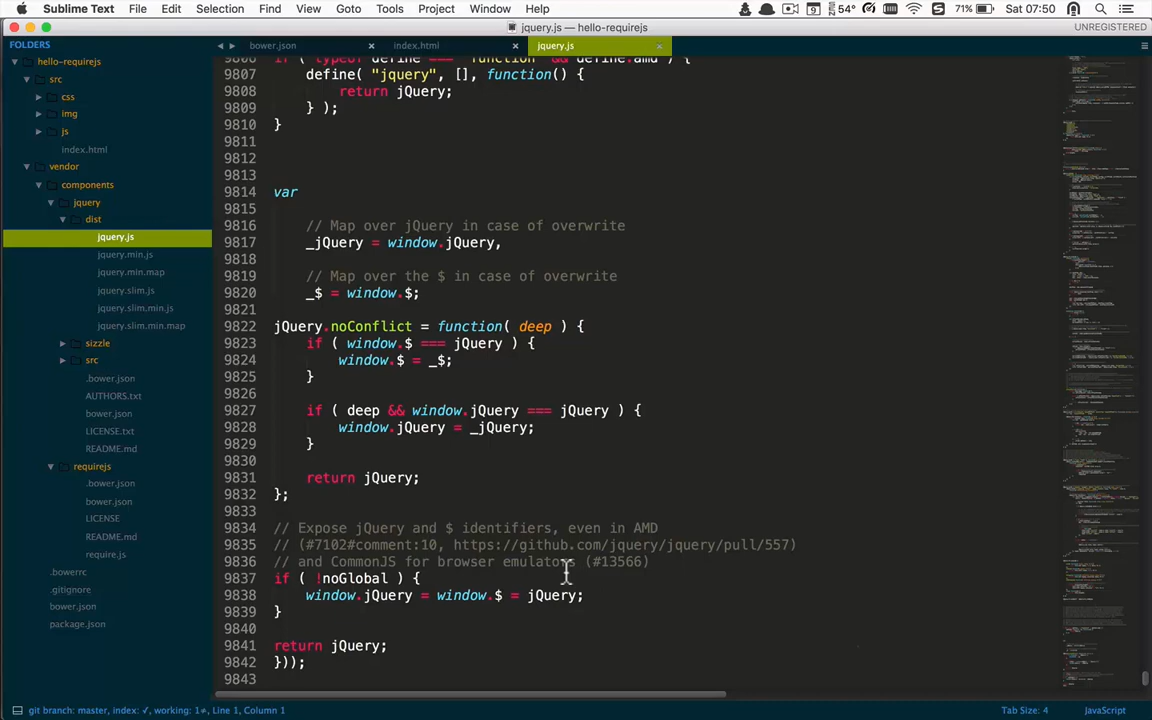 Sublime Text File Edit Selection Find View Goto Tools Project Window Help 9 54° 71% Sat 07:50
jquery.js — hello-requirejs UNREGISTERED
FOLDERS
hello-requirejs
src
css
img
js
index.html
vendor
components
jquery
dist
jquery.js
jquery.min.js
jquery.min.map
jquery.slim.js
jquery.slim.min.js
jquery.slim.min.map
sizzle
src
.bower.json
AUTHORS.txt
bower.json
LICENSE.txt
README.md
requirejs
.bower.json
bower.json
LICENSE
README.md
require.js
.bowerrc
.gitignore
bower.json
package.json
bower.json × index.html × jquery.js ×
9806 if ( typeof define === "function" && define.amd ) {
9807 define( "jquery", [], function() {
9808 return jQuery;
9809 } );
9810 }
9811
9812
9813
9814 var
9815
9816 // Map over jQuery in case of overwrite
9817 _jQuery = window.jQuery,
9818
9819 // Map over the $ in case of overwrite
9820 _$ = window.$;
9821
9822 jQuery.noConflict = function( deep ) {
9823 if ( window.$ === jQuery ) {
9824 window.$ = _$;
9825 }
9826
9827 if ( deep && window.jQuery === jQuery ) {
9828 window.jQuery = _jQuery;
9829 }
9830
9831 return jQuery;
9832 };
9833
9834 // Expose jQuery and $ identifiers, even in AMD
9835 // (#7102#comment:10, https://github.com/jquery/jquery/pull/557)
9836 // and CommonJS for browser emulators (#13566)
9837 if ( !noGlobal ) {
9838 window.jQuery = window.$ = jQuery;
9839 }
9840
9841 return jQuery;
9842 }));
9843
git branch: master, index: ✓, working: 1≠, Line 1, Column 1 Tab Size: 4 JavaScript